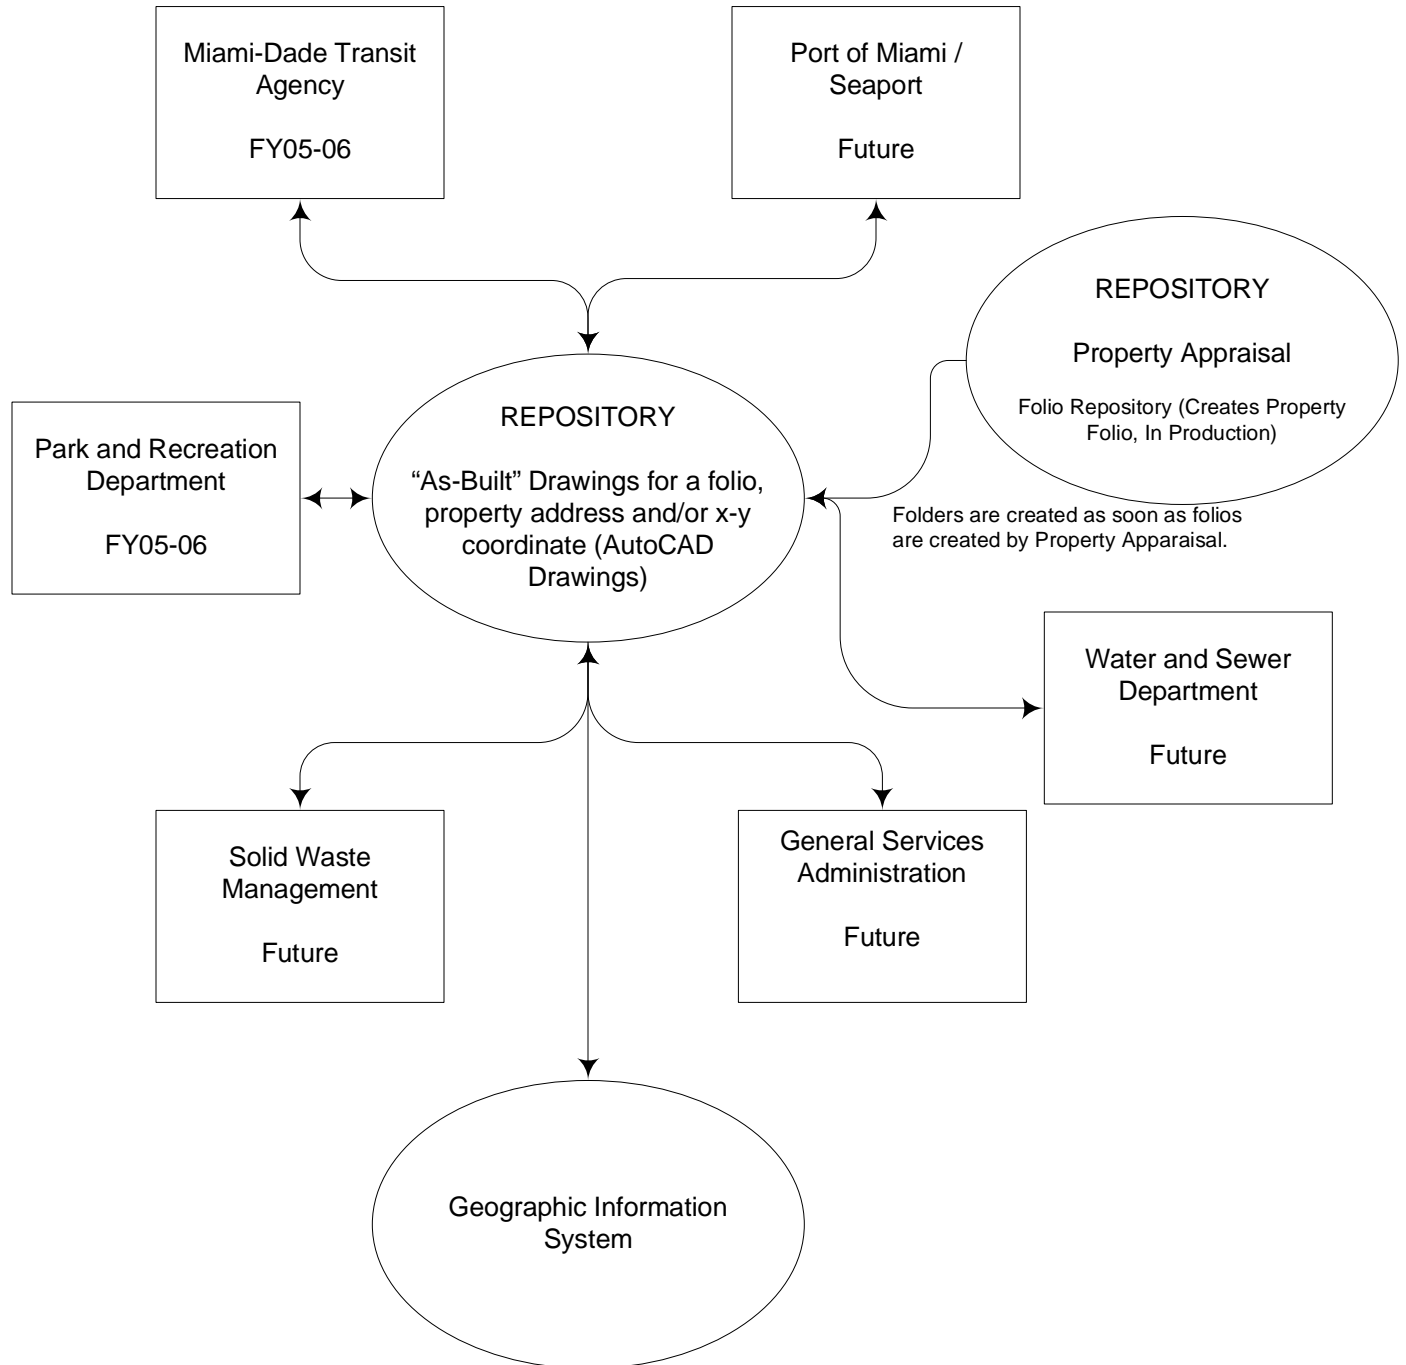 Miami-Dade Transit
Agency
FY05-06
Port of Miami /
Seaport
Future
REPOSITORY
Property Appraisal
Folio Repository (Creates Property
Folio, In Production)
REPOSITORY
“As-Built” Drawings for a folio,
property address and/or x-y
coordinate (AutoCAD
Drawings)
Park and Recreation
Department
FY05-06
Folders are created as soon as folios
are created by Property Apparaisal.
Water and Sewer
Department
Future
Solid Waste
Management
Future
General Services
Administration
Future
Geographic Information
System